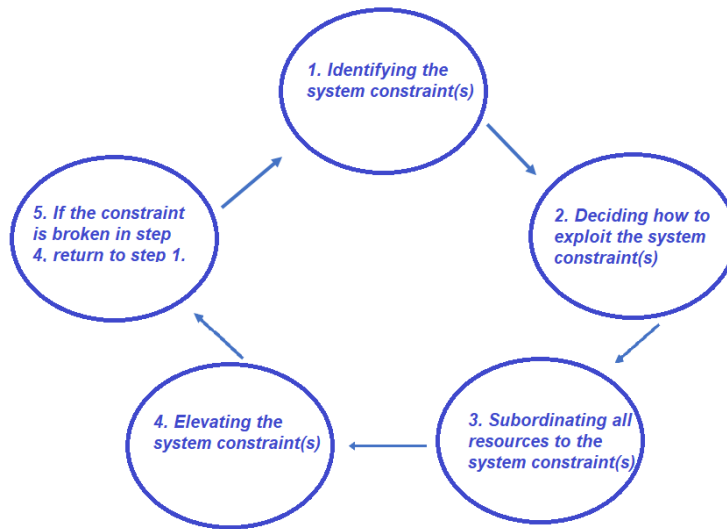 1. Identifying the
system constraint(s)
2. Deciding how to
exploit the system
constraint(s)
3. Subordinating all
resources to the
system constraint(s)
4. Elevating the
system constraint(s)
5. If the constraint
is broken in step
4, return to step 1.